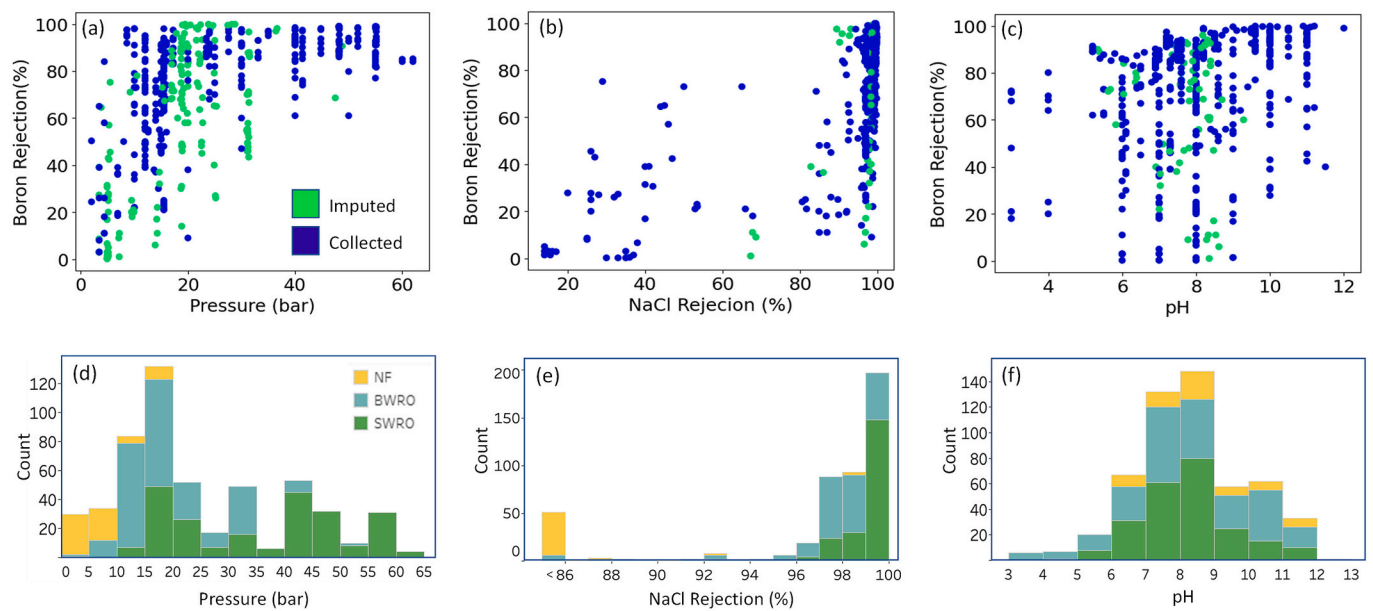 (a)
100
80
60
40
20
0
Boron Rejection(%)
0 20 40 60
Pressure (bar)
Imputed
Collected
(b)
100
80
60
40
20
0
Boron Rejection(%)
20 40 60 80 100
NaCl Rejecion (%)
(c)
100
80
60
40
20
0
Boron Rejection(%)
4 6 8 10 12
pH
(d)
120
100
80
60
40
20
Count
0 5 10 15 20 25 30 35 40 45 50 55 60 65
Pressure (bar)
NF
BWRO
SWRO
(e)
200
150
100
50
0
Count
<86 88 90 92 94 96 98 100
NaCl Rejection (%)
(f)
140
120
100
80
60
40
20
Count
3 4 5 6 7 8 9 10 11 12 13
pH